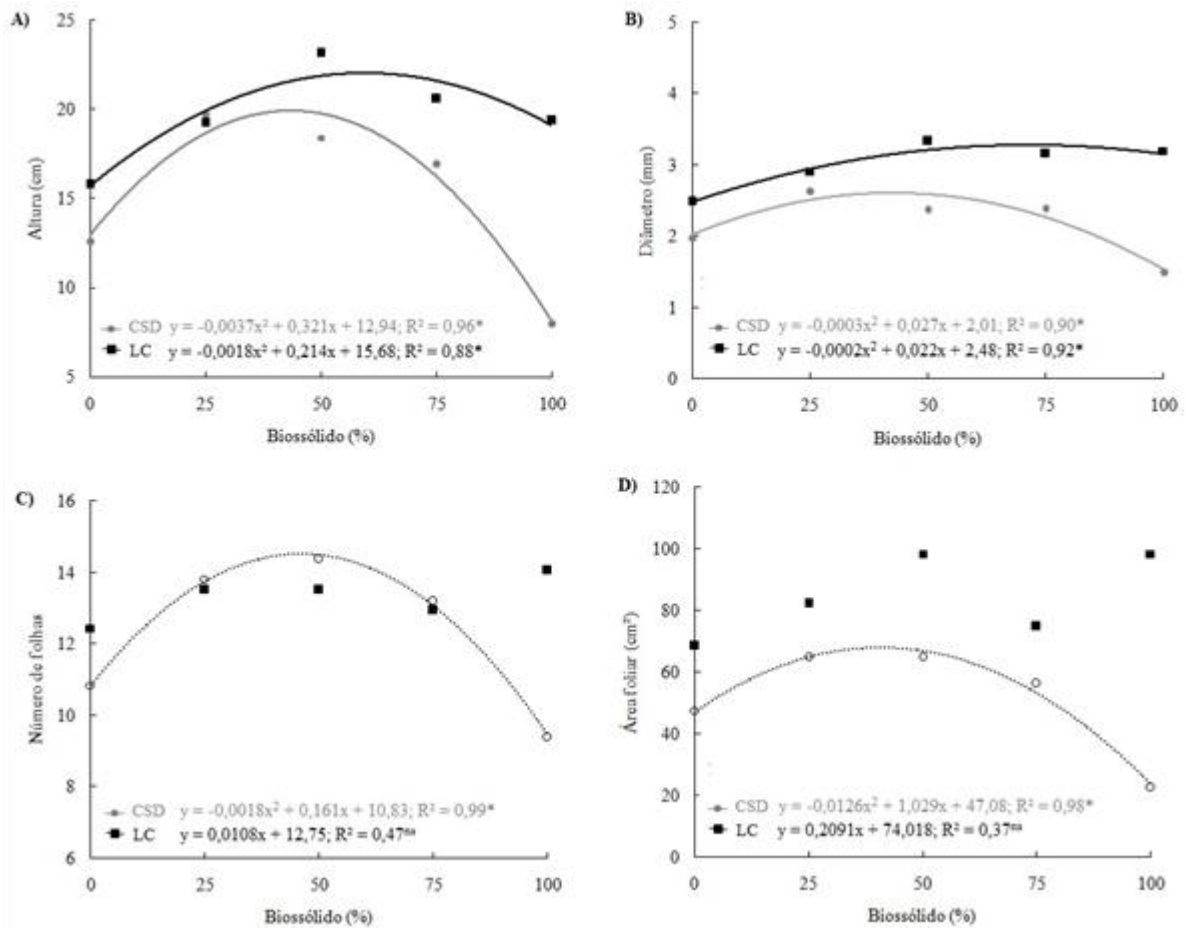 A)
25
20
15
10
5
Altura (cm)
CSD y = -0,0037x² + 0,321x + 12,94; R² = 0,96*
LC y = -0,0018x² + 0,214x + 15,68; R² = 0,88*
0 25 50 75 100
Biossólido (%)
B)
5
4
3
2
1
0
Diâmetro (mm)
CSD y = -0,0003x² + 0,027x + 2,01; R² = 0,90*
LC y = -0,0002x² + 0,022x + 2,48; R² = 0,92*
0 25 50 75 100
Biossólido (%)
C)
16
14
12
10
8
6
Número de folhas
CSD y = -0,0018x² + 0,161x + 10,83; R² = 0,99*
LC y = 0,0108x + 12,75; R² = 0,47ⁿˢ
0 25 50 75 100
Biossólido (%)
D)
120
100
80
60
40
20
0
Área foliar (cm²)
CSD y = -0,0126x² + 1,029x + 47,08; R² = 0,98*
LC y = 0,2091x + 74,018; R² = 0,37ⁿˢ
0 25 50 75 100
Biossólido (%)